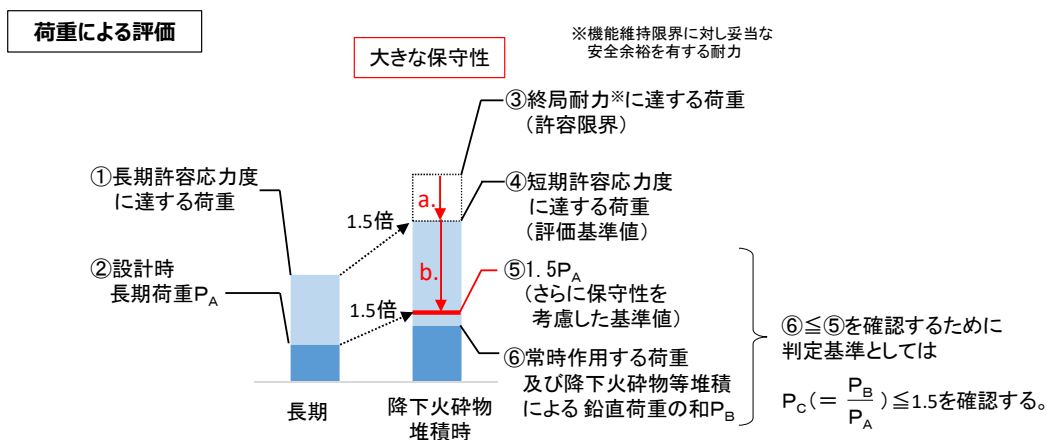 荷重による評価
※機能維持限界に対し妥当な
安全余裕を有する耐力
大きな保守性
③終局耐力※に達する荷重
（許容限界）
①長期許容応力度
に達する荷重
④短期許容応力度
に達する荷重
（評価基準値）
a.
1.5倍
②設計時
長期荷重PA
b.
⑤1.5PA
（さらに保守性を
考慮した基準値）
1.5倍
⑥常時作用する荷重
及び降下火砕物等堆積
による鉛直荷重の和PB
⑥≦⑤を確認するために
判定基準としては
PC(= PB/PA)≦1.5を確認する。
長期
降下火砕物
堆積時